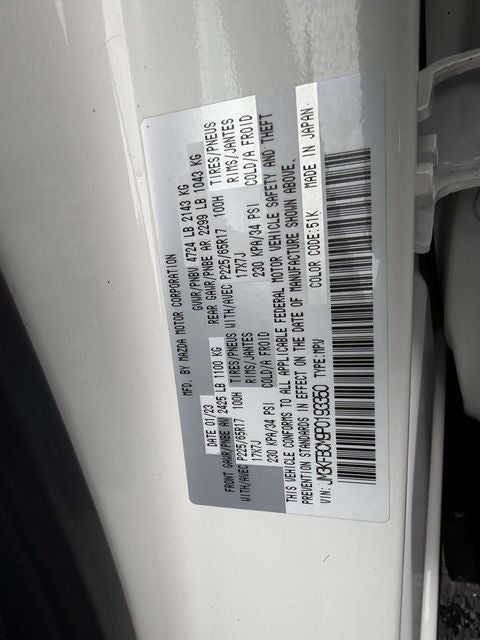 MFD. BY MAZDA MOTOR CORPORATION
DATE 01/23 GVWR/PNBV 4724 LB 2143 KG
FRONT GAWR/PNBE AV 2425 LB 1100 KG REAR GAWR/PNBE AR 2299 LB 1043 KG
WITH/AVEC P225/65R17 100H TIRES/PNEUS WITH/AVEC P225/65R17 100H TIRES/PNEUS
17X7J RIMS/JANTES 17X7J RIMS/JANTES
230 KPA/34 PSI COLD/A FROID 230 KPA/34 PSI COLD/A FROID
THIS VEHICLE CONFORMS TO ALL APPLICABLE FEDERAL MOTOR VEHICLE SAFETY AND THEFT
PREVENTION STANDARDS IN EFFECT ON THE DATE OF MANUFACTURE SHOWN ABOVE.
VIN: JM3KFBCM9P0193350 TYPE:MPV COLOR CODE:51K MADE IN JAPAN